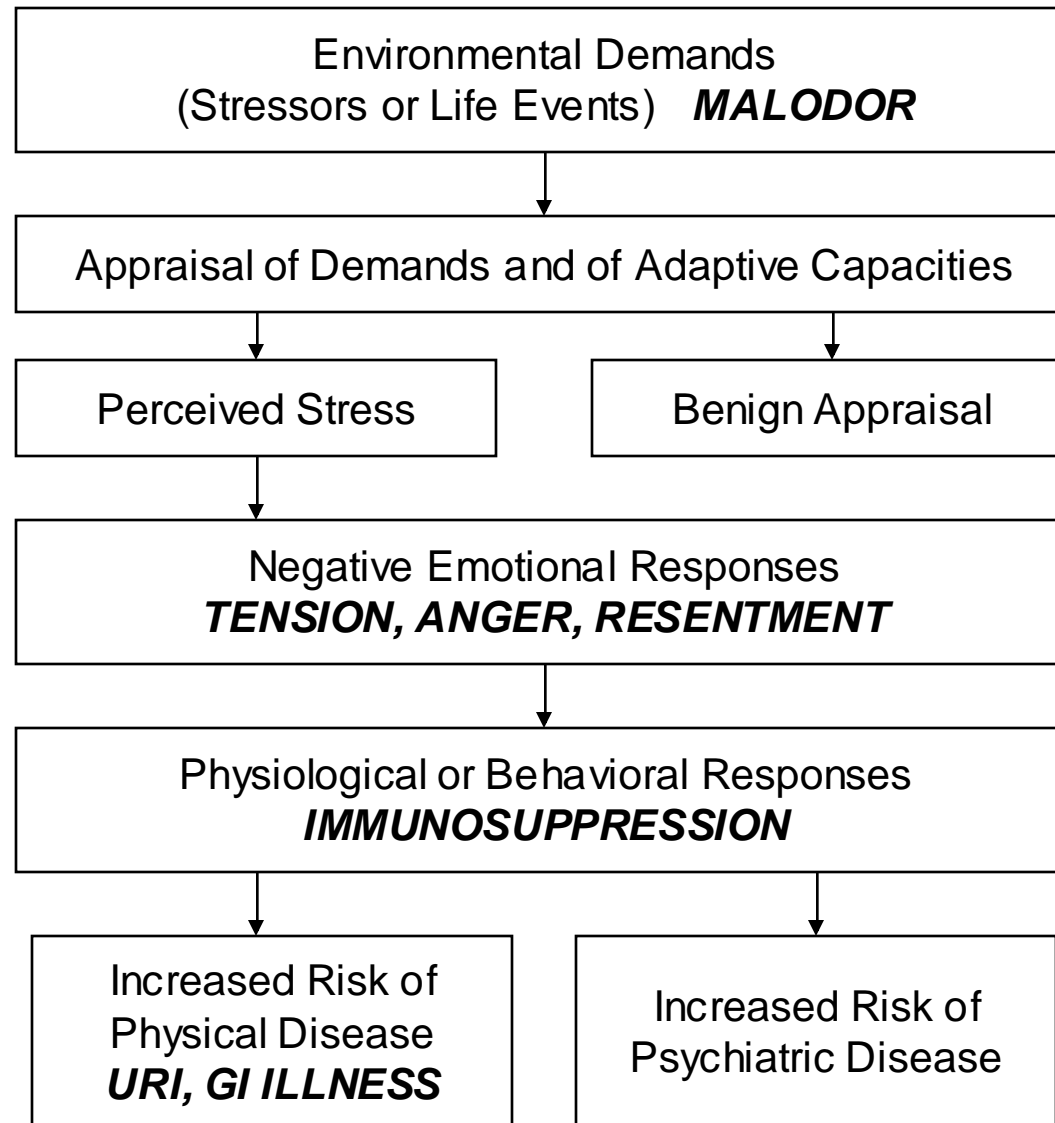 Environmental Demands
(Stressors or Life Events) MALODOR
Appraisal of Demands and of Adaptive Capacities
Perceived Stress
Benign Appraisal
Negative Emotional Responses
TENSION, ANGER, RESENTMENT
Physiological or Behavioral Responses
IMMUNOSUPPRESSION
Increased Risk of
Physical Disease
URI, GI ILLNESS
Increased Risk of
Psychiatric Disease